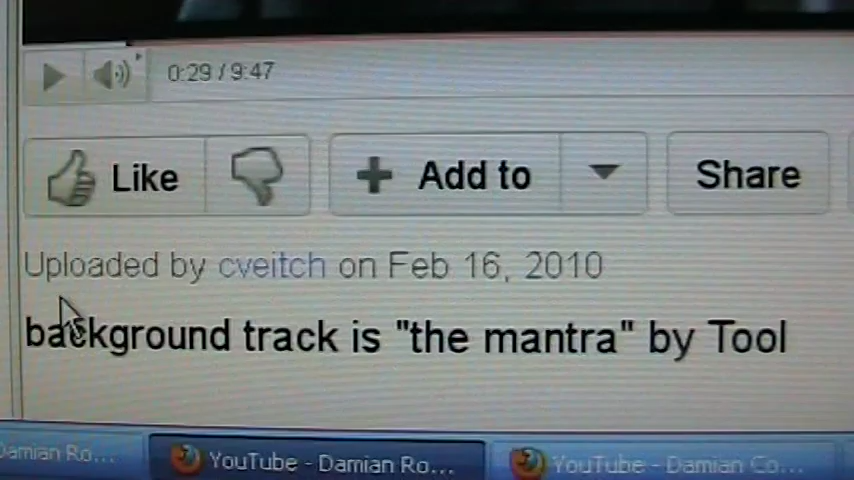 0:29 / 9:47
Like
Add to
Share
Uploaded by cveitch on Feb 16, 2010
background track is "the mantra" by Tool
Damian Ro...
YouTube - Damian Ro...
YouTube - Damian Co...